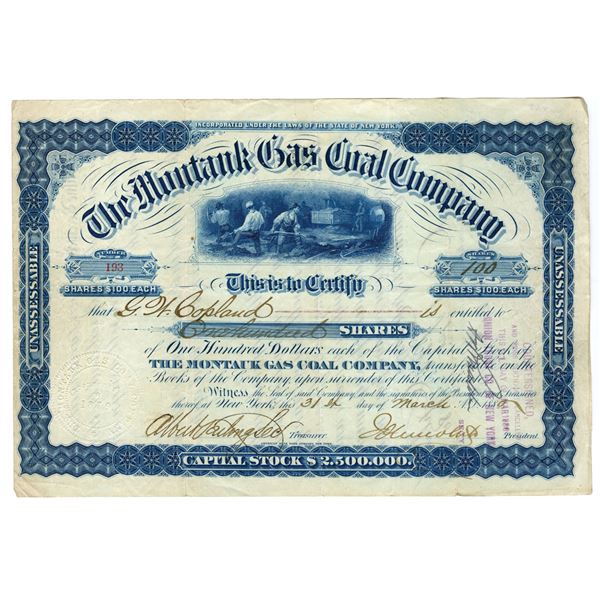 INCORPORATED UNDER THE LAWS OF THE STATE OF NEW YORK.
The Montauk Gas Coal Company
NUMBER
193
SHARES $100 EACH
SHARES
100
SHARES $100 EACH
UNASSESSABLE
UNASSESSABLE
This is to Certify
that G. W. Copland is entitled to
One hundred SHARES
of One Hundred Dollars each of the Capital Stock of
THE MONTAUK GAS COAL COMPANY, transferable on the
Books of the Company, upon surrender of this Certificate.
Witness the Seal of said Company, and the signatures of the President & Treasurer
thereof at New York, the 31st day of March
Treasurer
President.
CAPITAL STOCK $2,500,000.